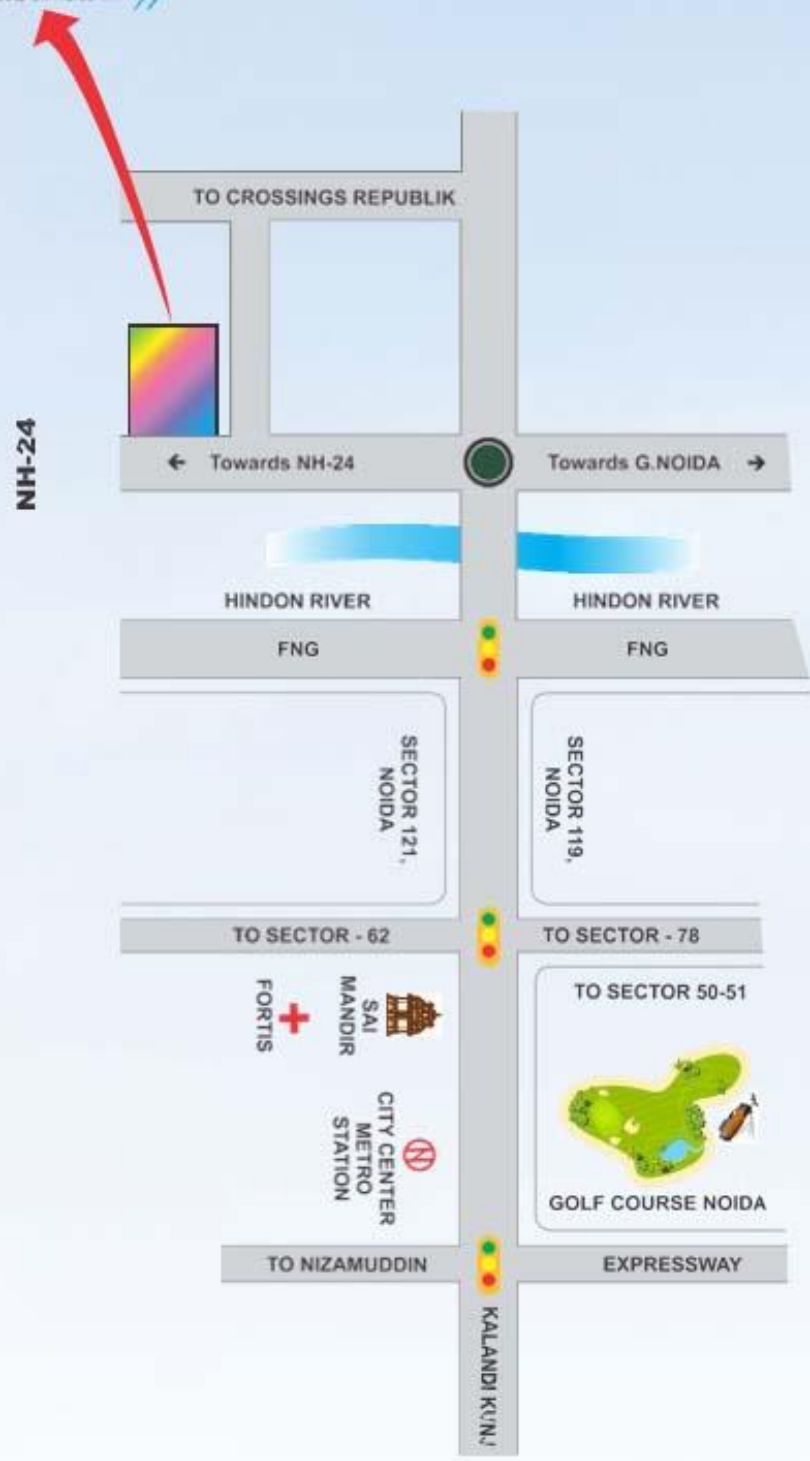 TO CROSSINGS REPUBLIK
NH-24
← Towards NH-24
Towards G.NOIDA →
HINDON RIVER
HINDON RIVER
FNG
FNG
SECTOR 121,
NOIDA
SECTOR 119,
NOIDA
TO SECTOR - 62
TO SECTOR - 78
SAI
MANDIR
FORTIS
TO SECTOR 50-51
CITY CENTER
METRO
STATION
N
GOLF COURSE NOIDA
TO NIZAMUDDIN
EXPRESSWAY
KALANDI KUNJ